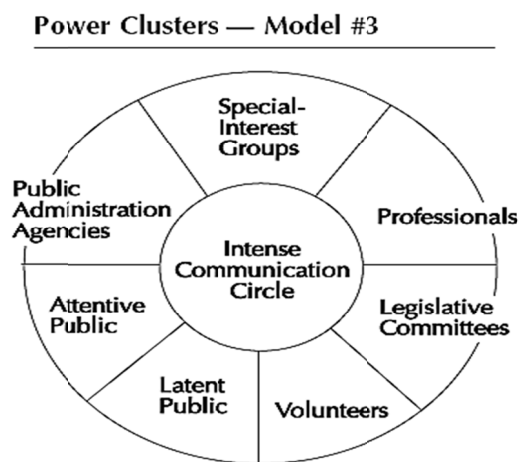 Power Clusters — Model #3
Special-
Interest
Groups
Public
Administration
Agencies
Professionals
Intense
Communication
Circle
Attentive
Public
Legislative
Committees
Latent
Public
Volunteers